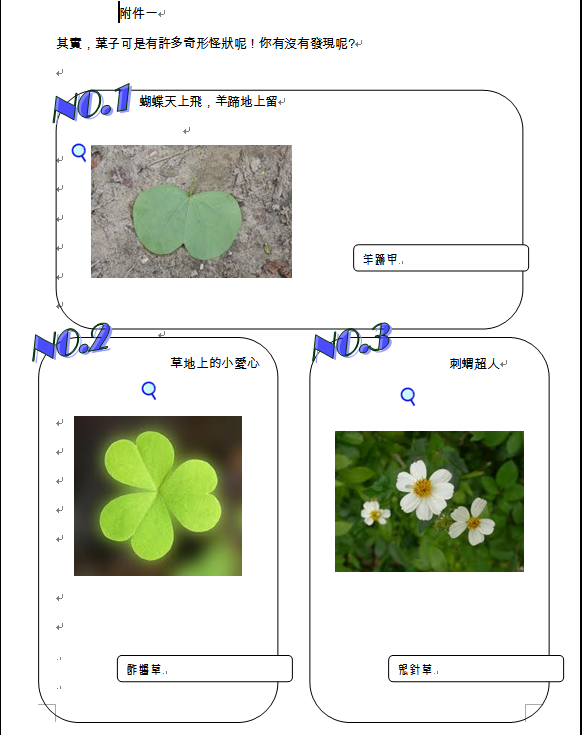 附件一
其實，葉子可是有許多奇形怪狀呢！你有沒有發現呢?
NO.1
蝴蝶天上飛，羊蹄地上留
羊蹄甲
NO.2
草地上的小愛心
酢醬草
NO.3
刺蝟超人
鬼針草